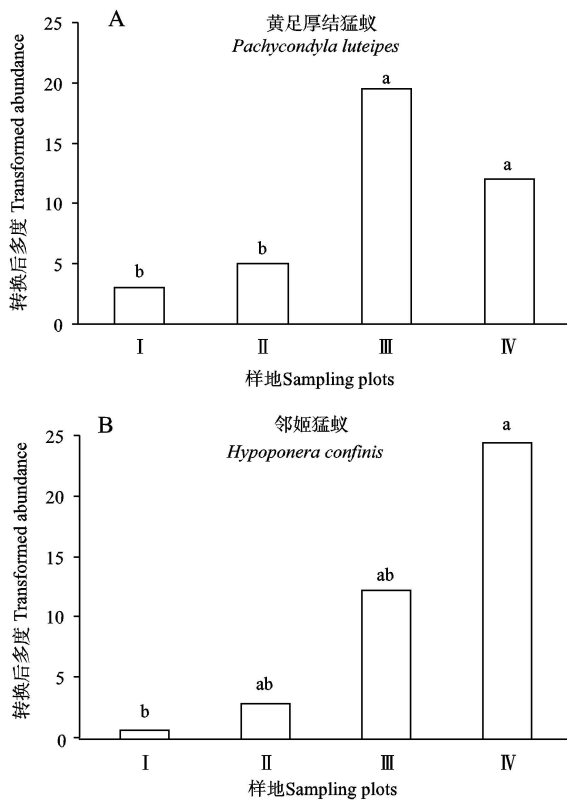 A
黄足厚结猛蚁
Pachycondyla luteipes
转换后多度 Transformed abundance
25
20
15
10
5
0
b
b
a
a
Ⅰ
Ⅱ
Ⅲ
Ⅳ
样地Sampling plots
B
邻姬猛蚁
Hypoponera confinis
转换后多度 Transformed abundance
25
20
15
10
5
0
b
ab
ab
a
Ⅰ
Ⅱ
Ⅲ
Ⅳ
样地Sampling plots